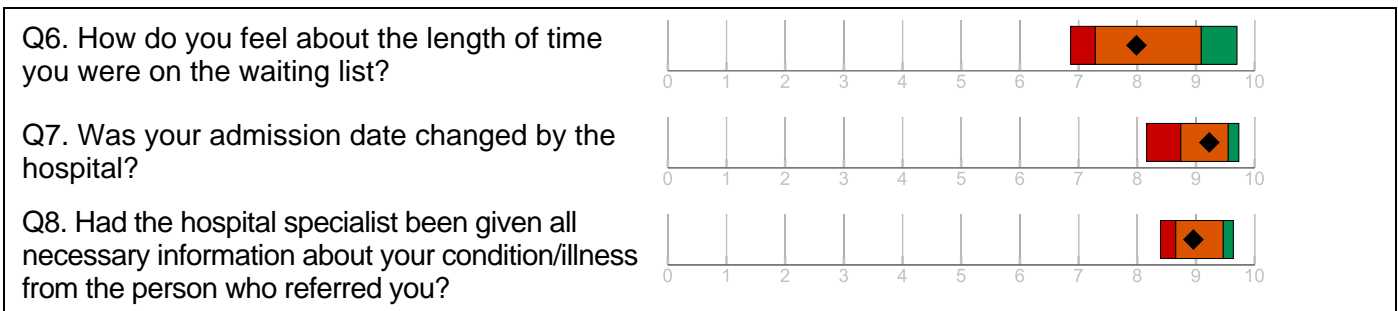 Q6. How do you feel about the length of time
you were on the waiting list?
0 1 2 3 4 5 6 7 8 9 10
Q7. Was your admission date changed by the
hospital?
0 1 2 3 4 5 6 7 8 9 10
Q8. Had the hospital specialist been given all
necessary information about your condition/illness
from the person who referred you?
0 1 2 3 4 5 6 7 8 9 10